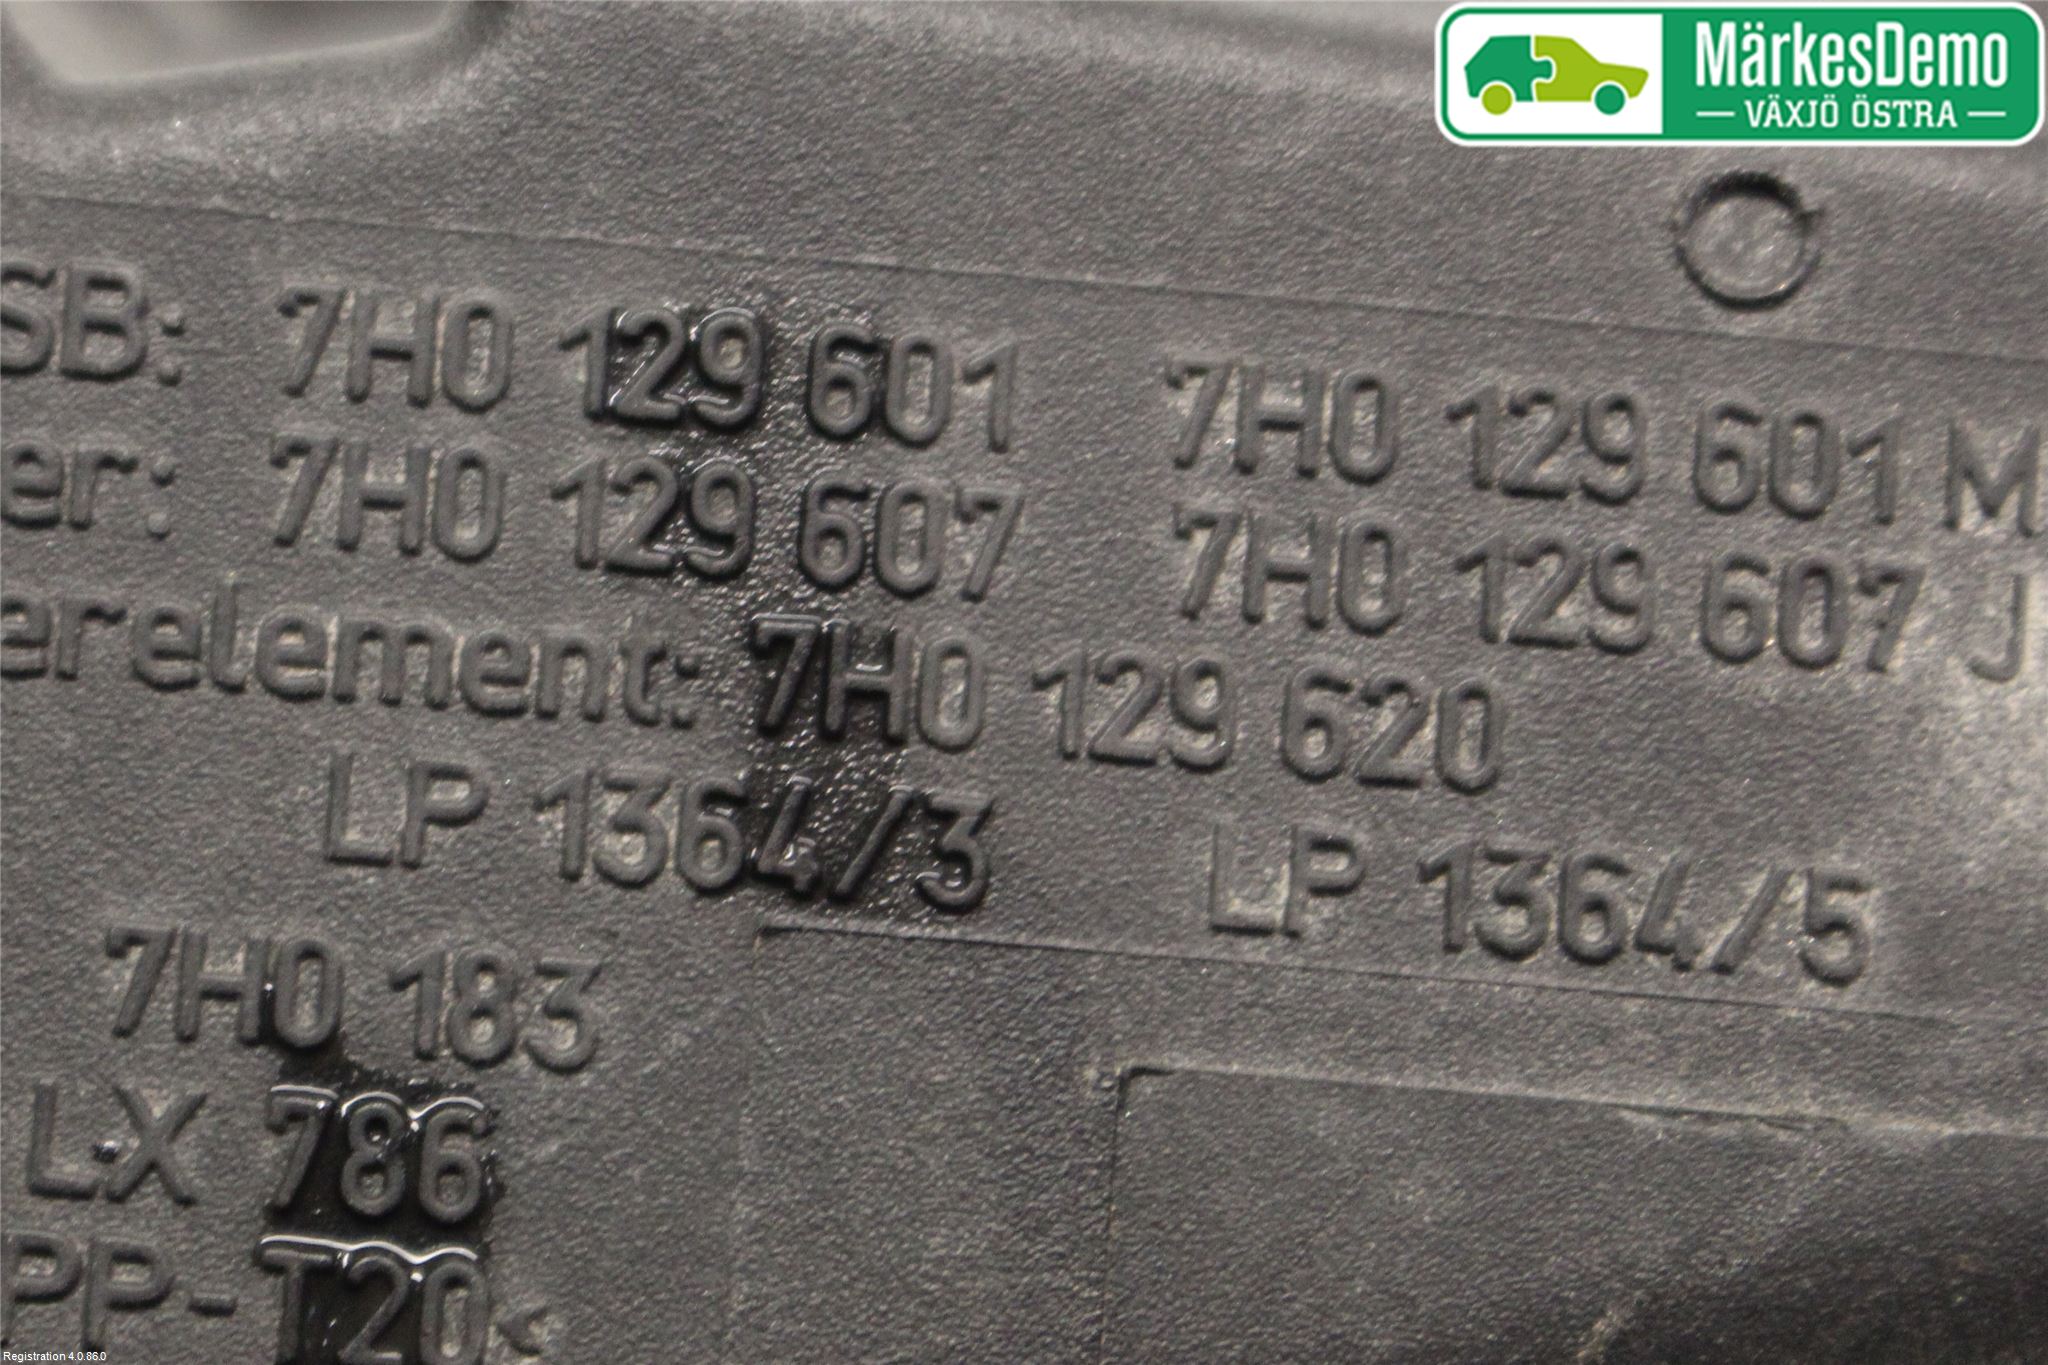 MärkesDemo
VÄXJÖ ÖSTRA
SB: 7H0 129 601 7H0 129 601 M
er: 7H0 129 607 7H0 129 607 J
erelement: 7H0 129 620
LP 1364/3 LP 1364/5
7H0 183
LX 786
PP-T20<
Registration 4.0.86.0